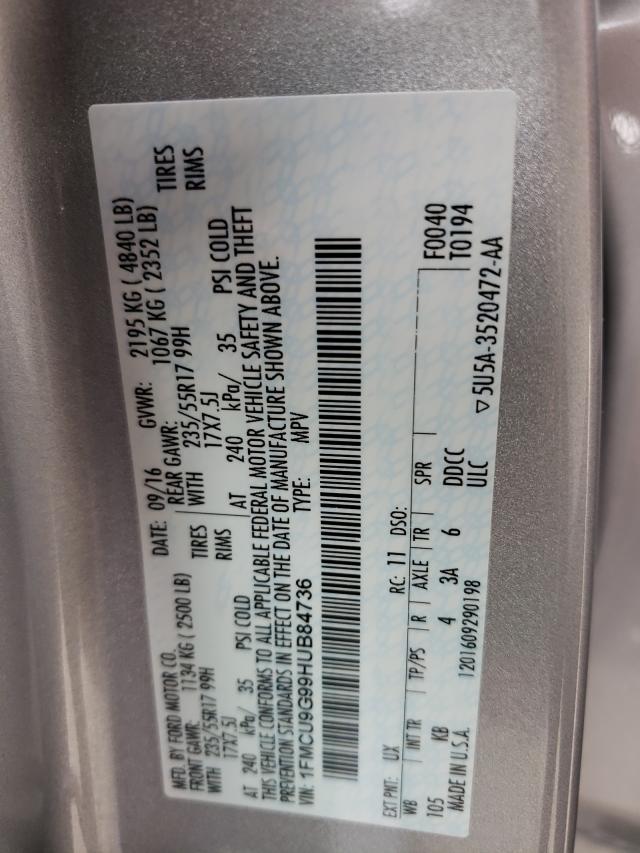 MFD. BY FORD MOTOR CO.
DATE: 09/16 GVWR: 2195 KG ( 4840 LB)
FRONT GAWR: 1134 KG ( 2500 LB) REAR GAWR: 1067 KG ( 2352 LB)
WITH 235/55R17 99H TIRES WITH 235/55R17 99H TIRES
17X7.5J RIMS 17X7.5J RIMS
AT 240 kPa/ 35 PSI COLD AT 240 kPa/ 35 PSI COLD
THIS VEHICLE CONFORMS TO ALL APPLICABLE FEDERAL MOTOR VEHICLE SAFETY AND THEFT
PREVENTION STANDARDS IN EFFECT ON THE DATE OF MANUFACTURE SHOWN ABOVE.
VIN: 1FMCU9G99HUB84736 TYPE: MPV
EXT PNT: UX RC: 11 DSO:
WB INT TR TP/PS R AXLE TR SPR F0040
105 KB 4 3A 6 DDCC T0194
MADE IN U.S.A. 1201609290198 ULC ▽5U5A-3520472-AA